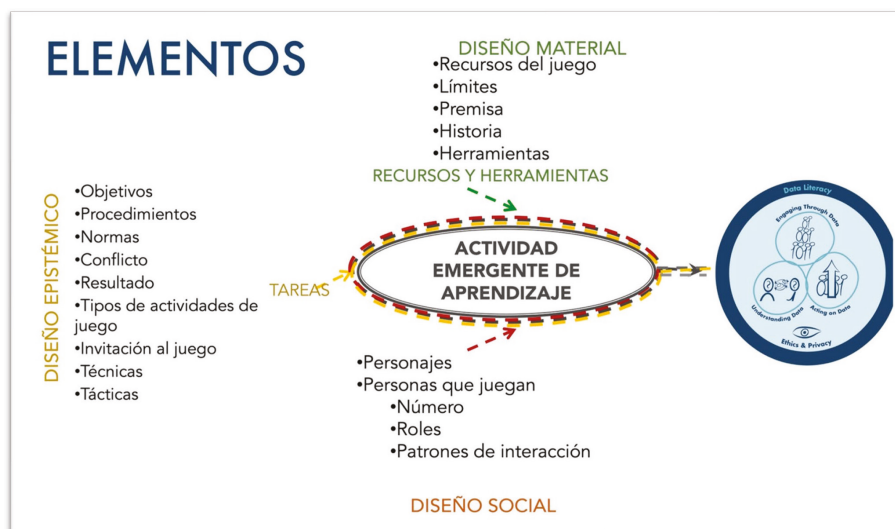 ELEMENTOS
DISEÑO MATERIAL
•Recursos del juego
•Límites
•Premisa
•Historia
•Herramientas
RECURSOS Y HERRAMIENTAS
DISEÑO EPISTÉMICO
•Objetivos
•Procedimientos
•Normas
•Conflicto
•Resultado
•Tipos de actividades de
juego
•Invitación al juego
•Técnicas
•Tácticas
TAREAS
ACTIVIDAD
EMERGENTE DE
APRENDIZAJE
•Personajes
•Personas que juegan
•Número
•Roles
•Patrones de interacción
DISEÑO SOCIAL
Data Literacy
Engaging Through Data
Understanding Data
Acting on Data
Ethics & Privacy